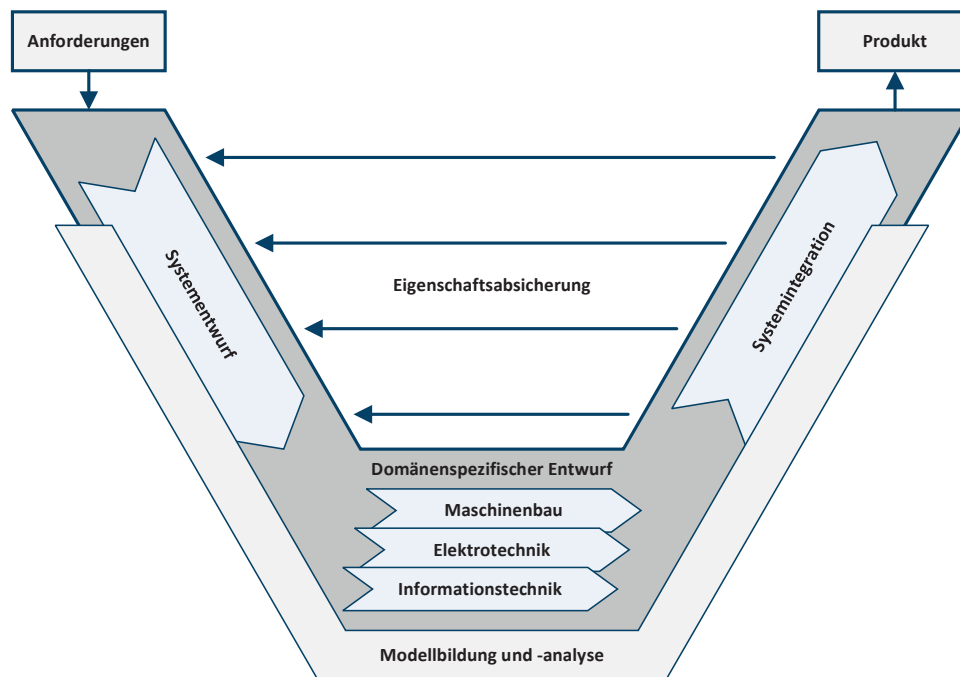 Anforderungen
Produkt
Systementwurf
Eigenschaftsabsicherung
Systemintegration
Domänenspezifischer Entwurf
Maschinenbau
Elektrotechnik
Informationstechnik
Modellbildung und -analyse